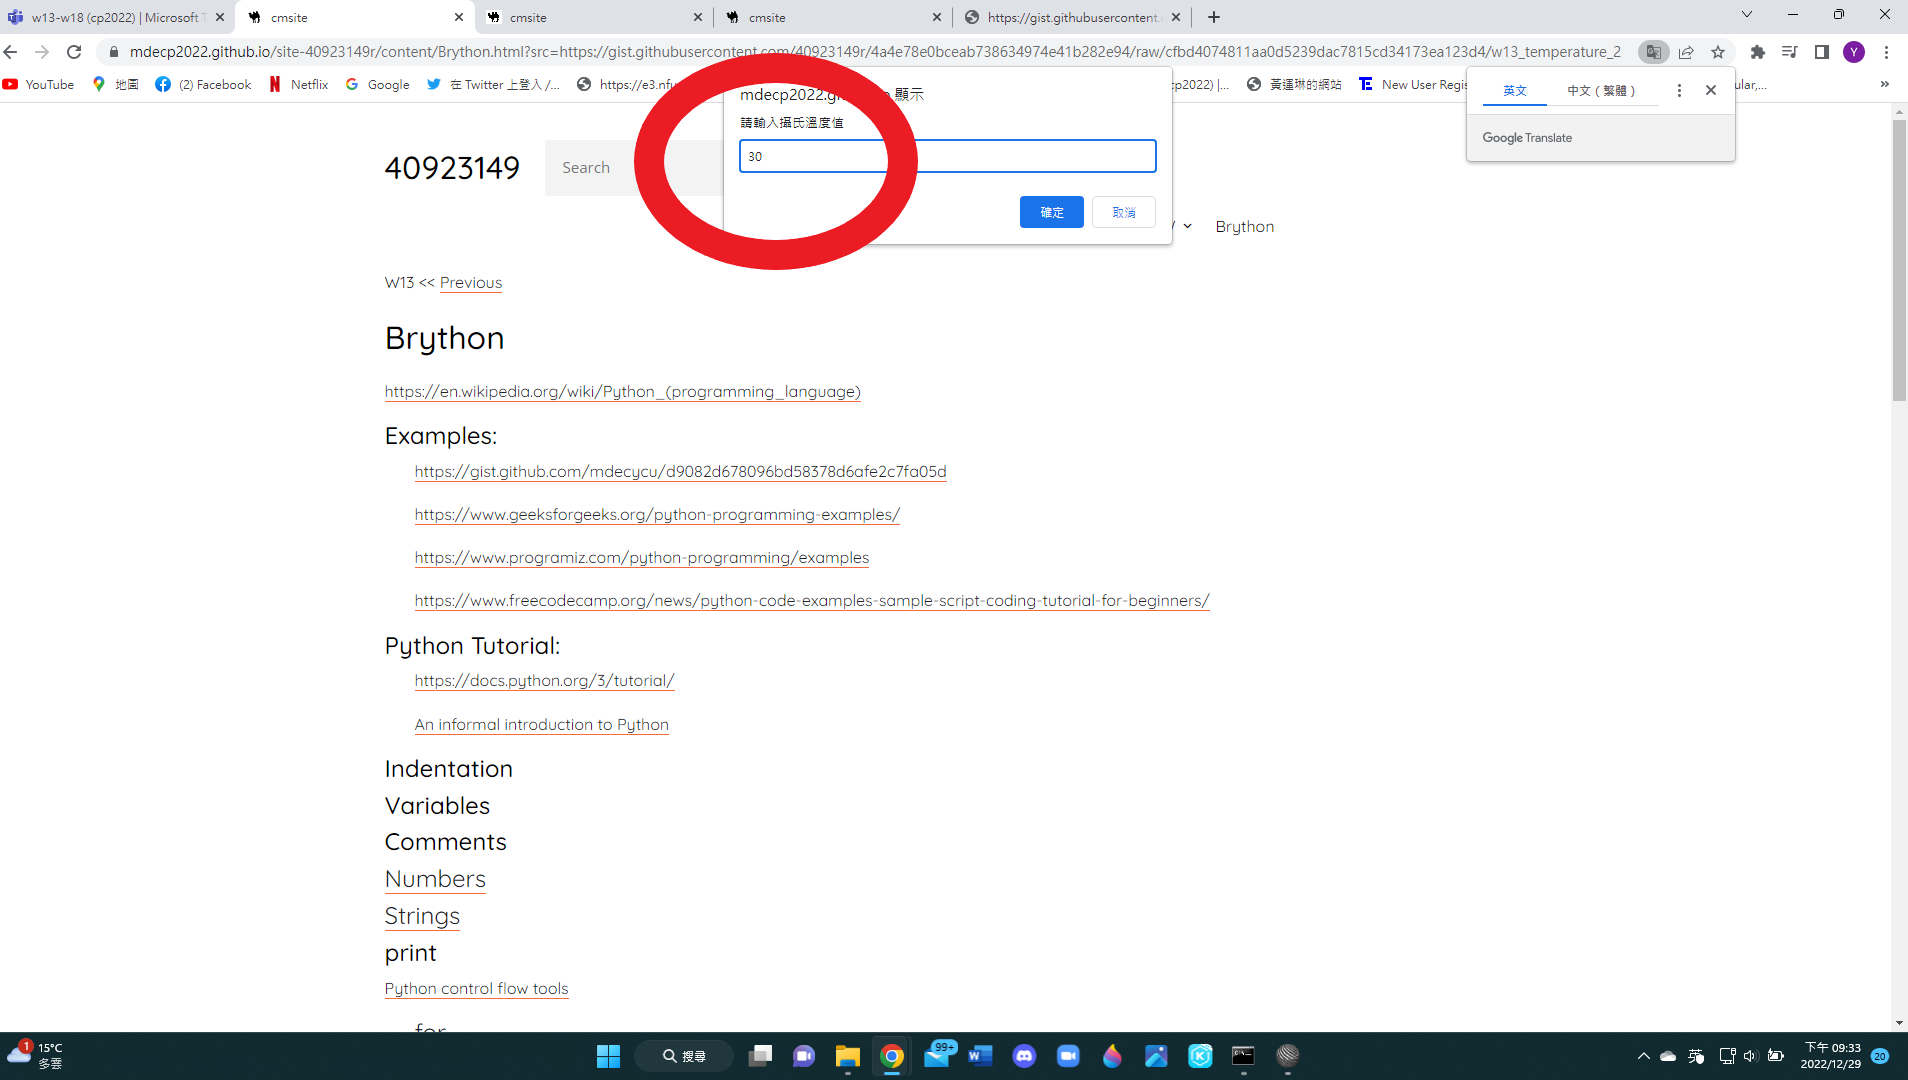 w13-w18 (cp2022) | Microsoft T
cmsite
cmsite
cmsite
https://gist.githubusercontent.
mdecp2022.github.io/site-40923149r/content/Brython.html?src=https://gist.githubusercontent.com/40923149r/4a4e78e0bceab738634974e41b282e94/raw/cfbd4074811aa0d5239dac7815cd34173ea123d4/w13_temperature_2
Y
YouTube
地圖
(2) Facebook
Netflix
Google
在 Twitter 上登入 /...
https://e3.nfu
cp2022) |...
黃運琳的網站
New User Regis
ular,...
»
mdecp2022.gi 顯示
請輸入攝氏溫度值
30
確定
取消
英文
中文 ( 繁體 )
Google Translate
40923149
Search
Brython
W13 << Previous
Brython
https://en.wikipedia.org/wiki/Python_(programming_language)
Examples:
https://gist.github.com/mdecycu/d9082d678096bd58378d6afe2c7fa05d
https://www.geeksforgeeks.org/python-programming-examples/
https://www.programiz.com/python-programming/examples
https://www.freecodecamp.org/news/python-code-examples-sample-script-coding-tutorial-for-beginners/
Python Tutorial:
https://docs.python.org/3/tutorial/
An informal introduction to Python
Indentation
Variables
Comments
Numbers
Strings
print
Python control flow tools
for
1
15°C
多雲
搜尋
99+
英
下午 09:33
2022/12/29
20